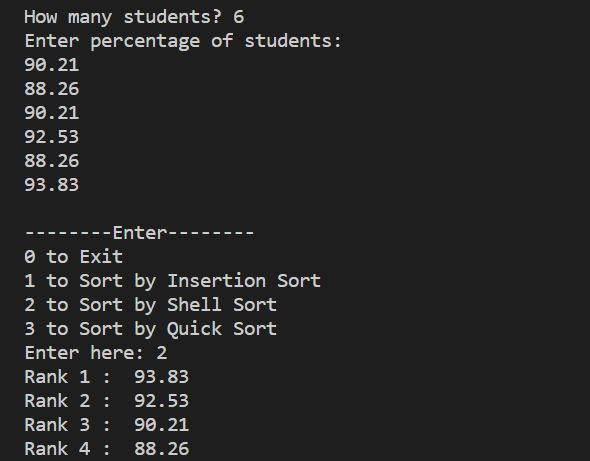 How many students? 6
Enter percentage of students:
90.21
88.26
90.21
92.53
88.26
93.83
--------Enter--------
0 to Exit
1 to Sort by Insertion Sort
2 to Sort by Shell Sort
3 to Sort by Quick Sort
Enter here: 2
Rank 1 :  93.83
Rank 2 :  92.53
Rank 3 :  90.21
Rank 4 :  88.26